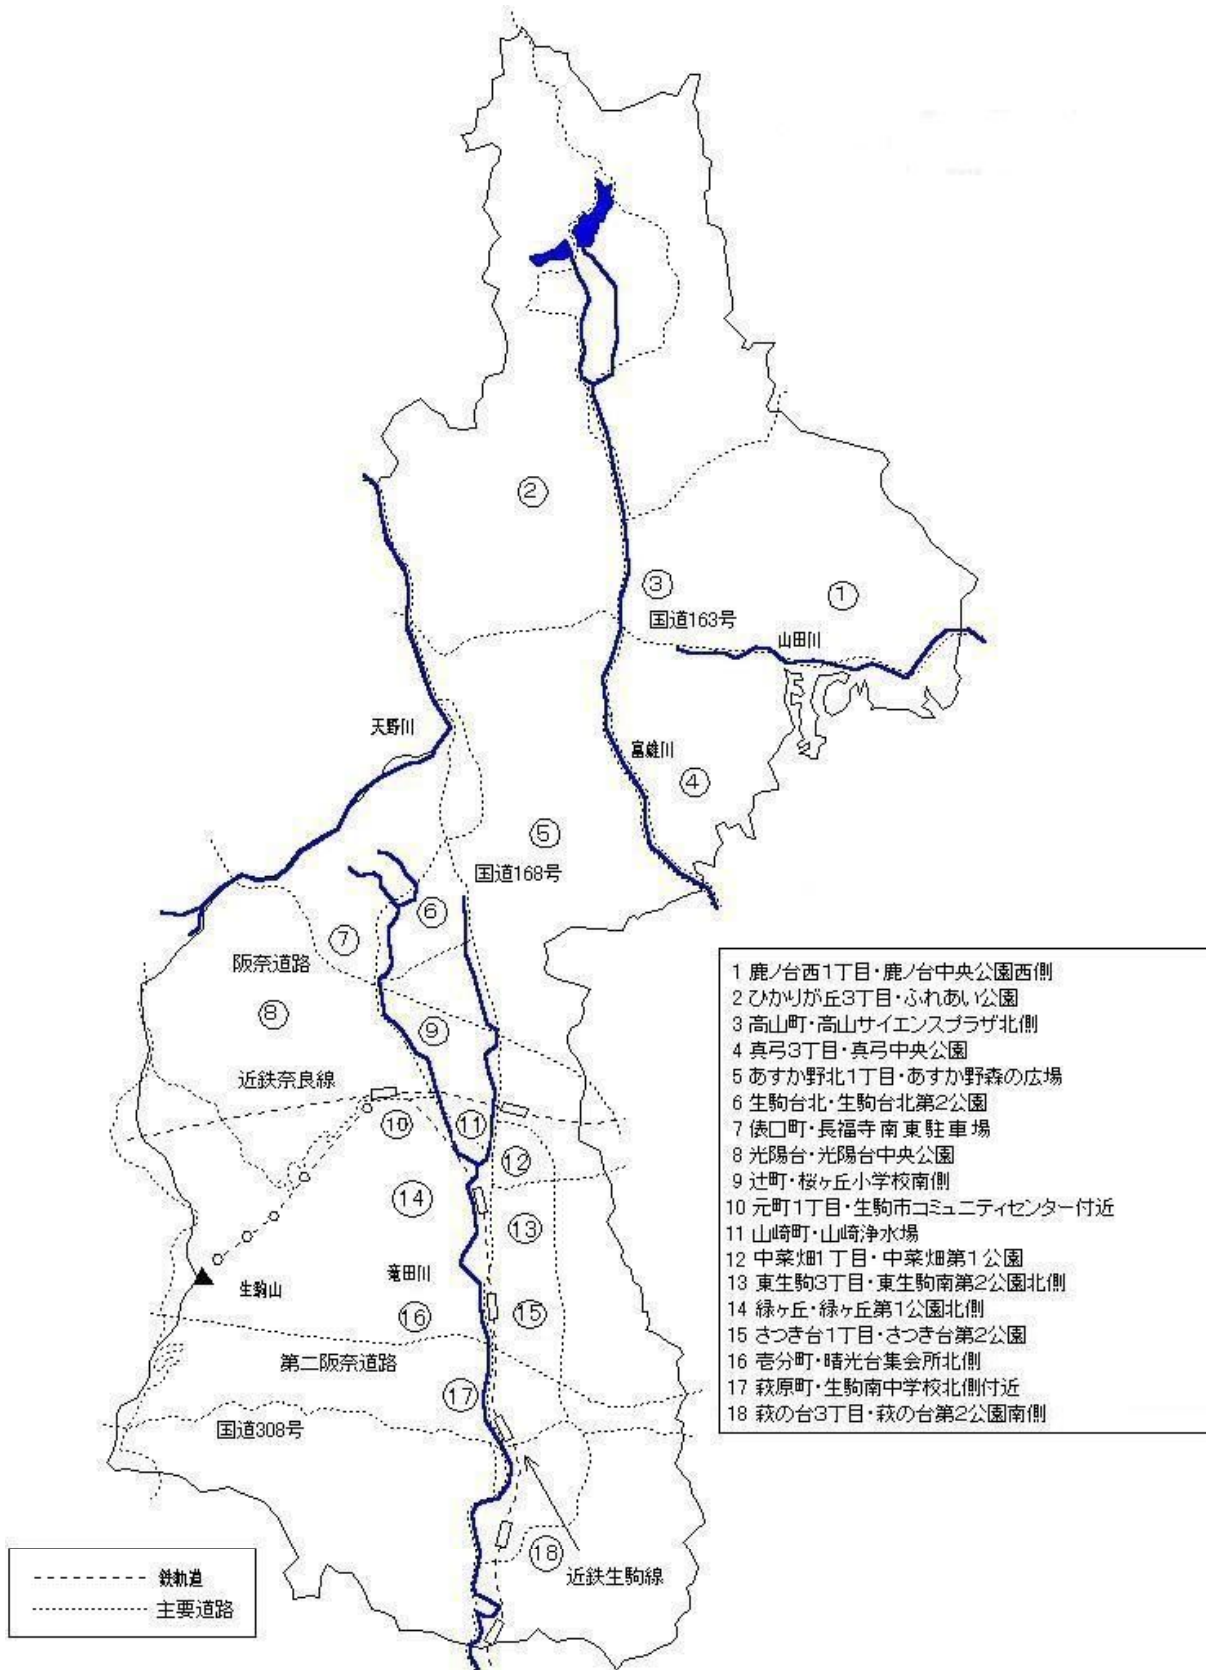 ②
③
①
国道163号
山田川
天野川
富雄川
④
⑤
国道168号
⑥
⑦
阪奈道路
⑧
⑨
近鉄奈良線
⑩
⑪
⑫
⑭
⑬
竜田川
生駒山
⑯
⑮
第二阪奈道路
⑰
国道308号
⑱
近鉄生駒線
1 鹿ノ台西1丁目・鹿ノ台中央公園西側
2 ひかりが丘3丁目・ふれあい公園
3 高山町・高山サイエンスプラザ北側
4 真弓3丁目・真弓中央公園
5 あすか野北1丁目・あすか野森の広場
6 生駒台北・生駒台北第2公園
7 俵口町・長福寺南東駐車場
8 光陽台・光陽台中央公園
9 辻町・桜ヶ丘小学校南側
10 元町1丁目・生駒市コミュニティセンター付近
11 山崎町・山崎浄水場
12 中菜畑1丁目・中菜畑第1公園
13 東生駒3丁目・東生駒南第2公園北側
14 緑ヶ丘・緑ヶ丘第1公園北側
15 さつき台1丁目・さつき台第2公園
16 壱分町・晴光台集会所北側
17 萩原町・生駒南中学校北側付近
18 萩の台3丁目・萩の台第2公園南側
鉄軌道
主要道路